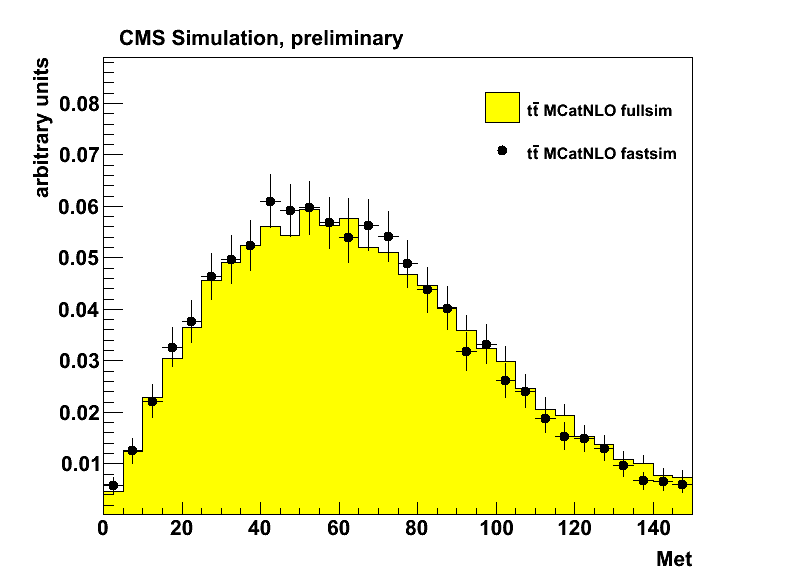 CMS Simulation, preliminary
arbitrary units
0.08
0.07
0.06
0.05
0.04
0.03
0.02
0.01
tt̄ MCatNLO fullsim
tt̄ MCatNLO fastsim
0 20 40 60 80 100 120 140
Met